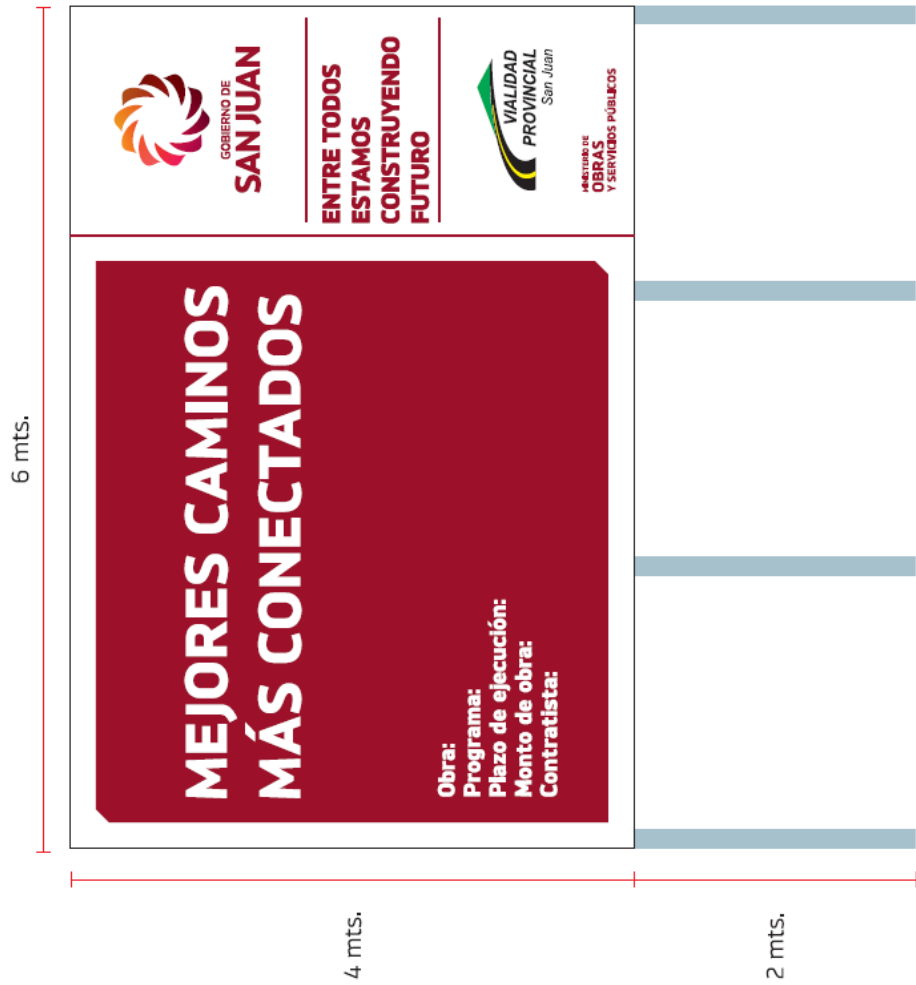 6 mts.
4 mts.
2 mts.
MEJORES CAMINOS
MÁS CONECTADOS
Obra:
Programa:
Plazo de ejecución:
Monto de obra:
Contratista:
GOBIERNO DE
SAN JUAN
ENTRE TODOS
ESTAMOS
CONSTRUYENDO
FUTURO
VIALIDAD
PROVINCIAL
San Juan
MINISTERIO DE
OBRAS
Y SERVICIOS PÚBLICOS